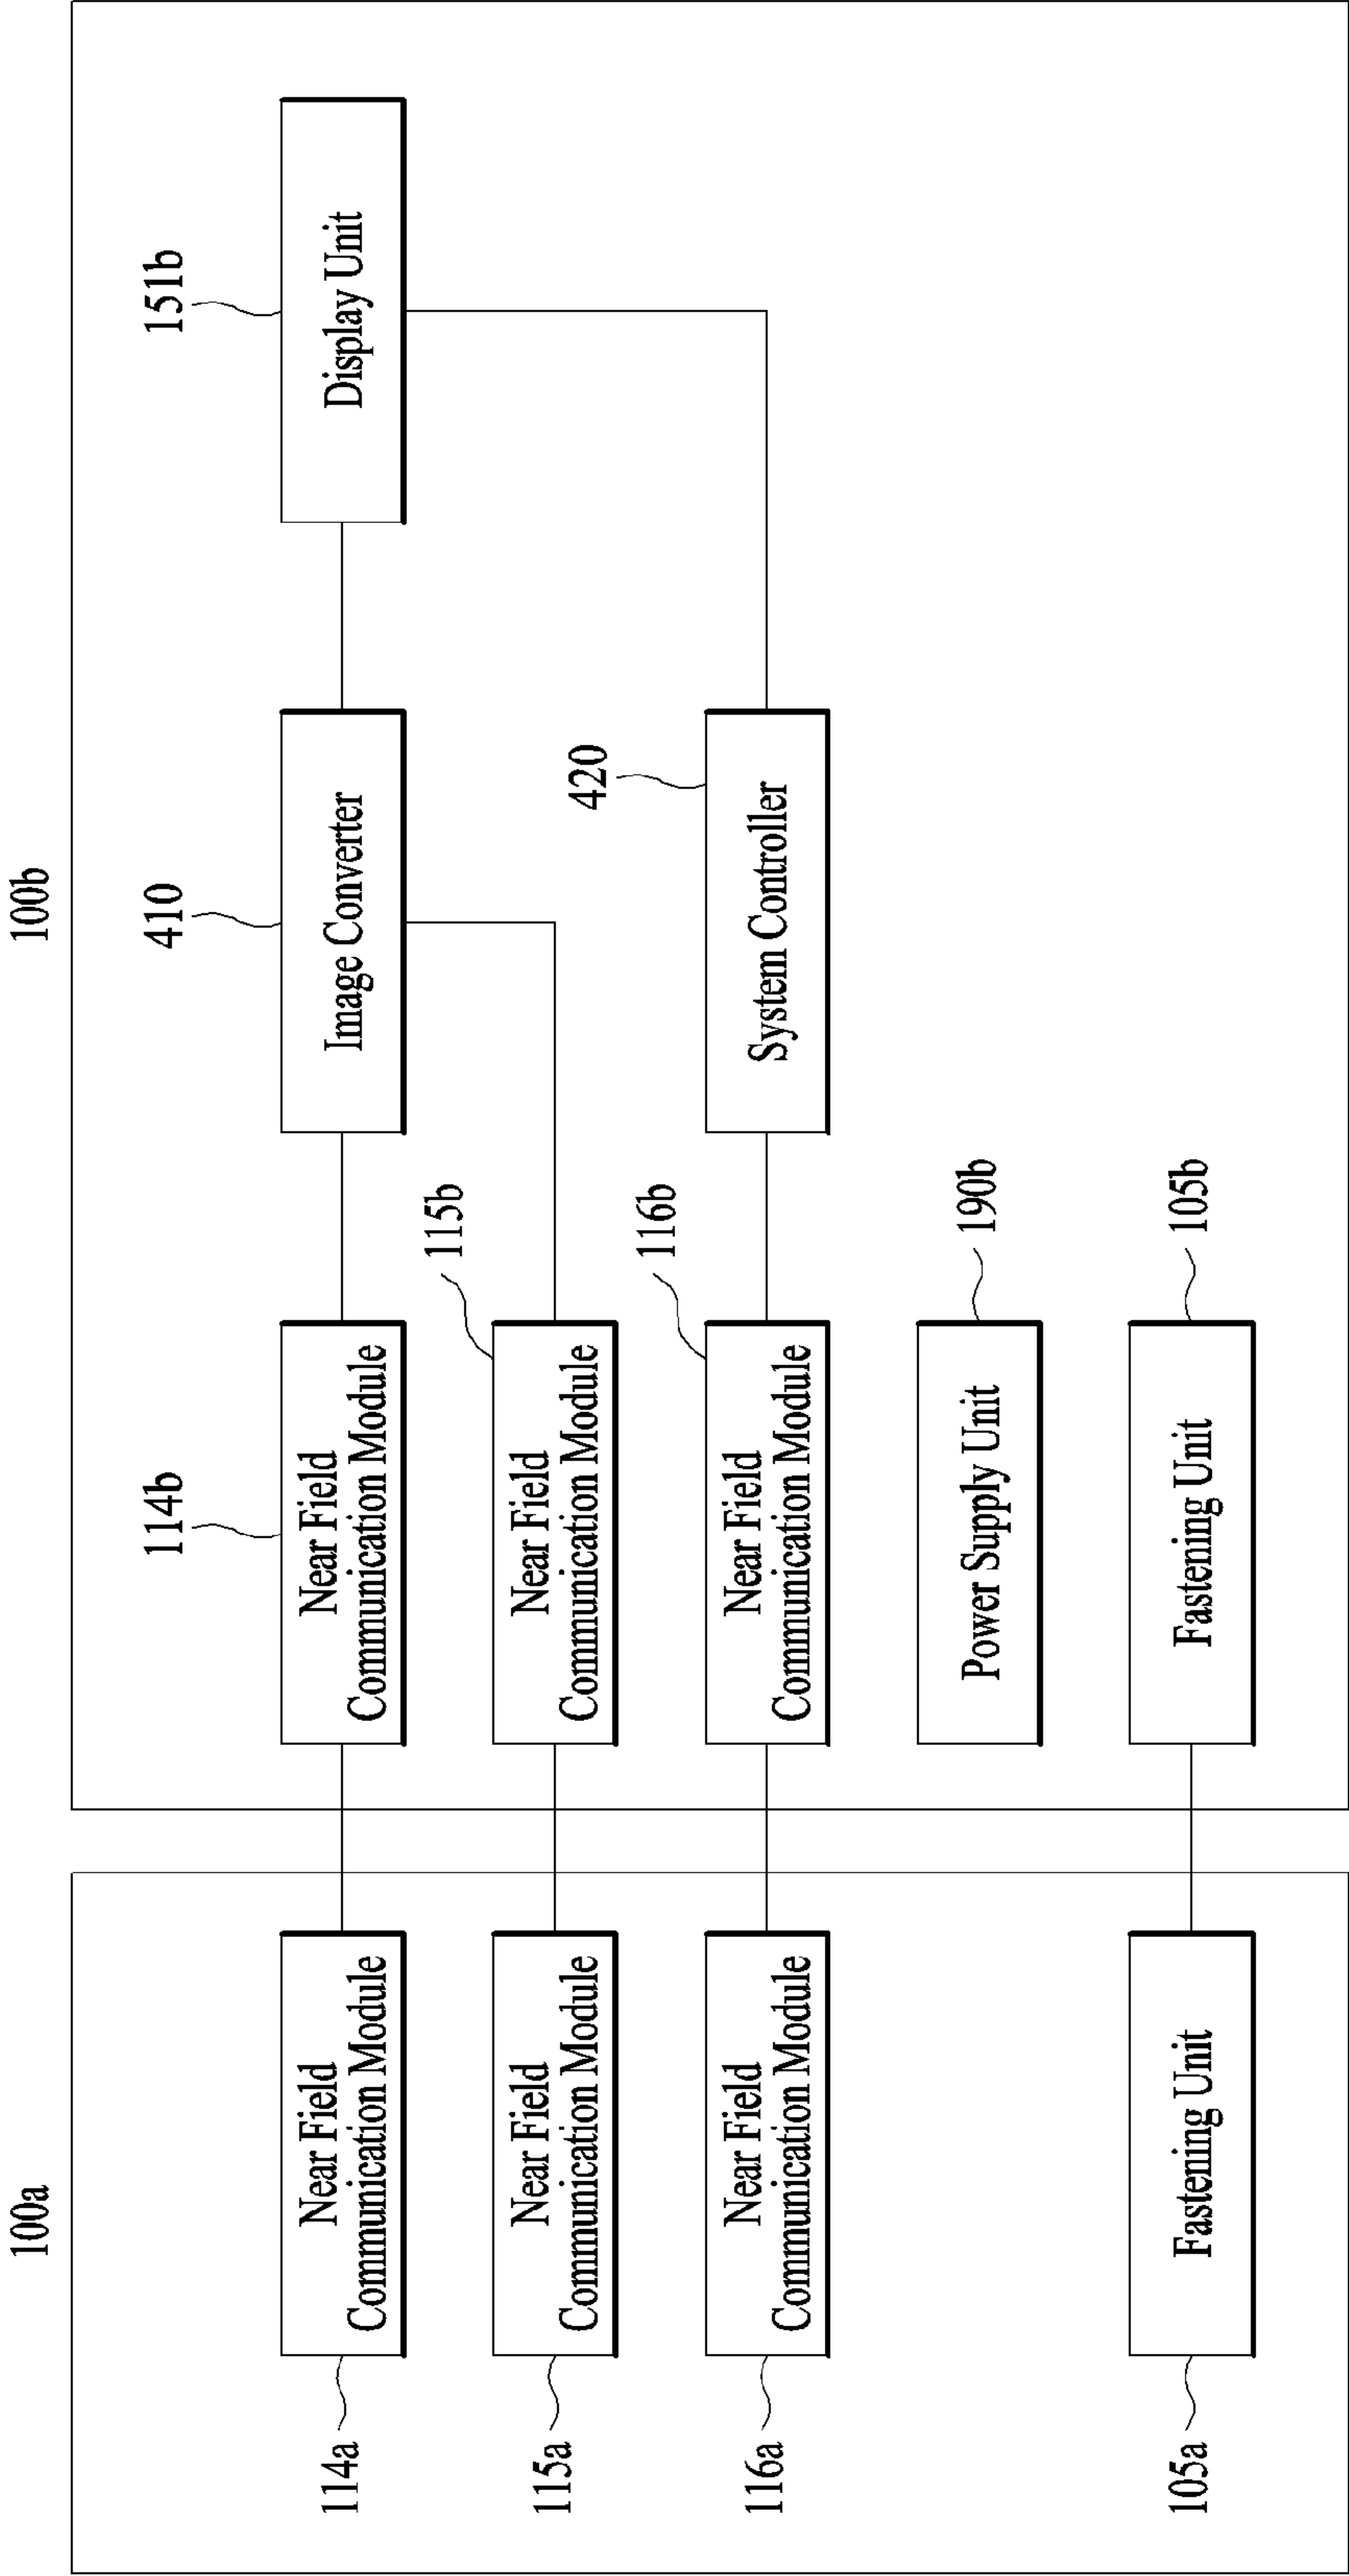 100a
100b
114a
Near Field
Communication Module
114b
Near Field
Communication Module
410
Image Converter
151b
Display Unit
115a
Near Field
Communication Module
115b
Near Field
Communication Module
116a
Near Field
Communication Module
116b
Near Field
Communication Module
420
System Controller
190b
Power Supply Unit
105a
Fastening Unit
105b
Fastening Unit